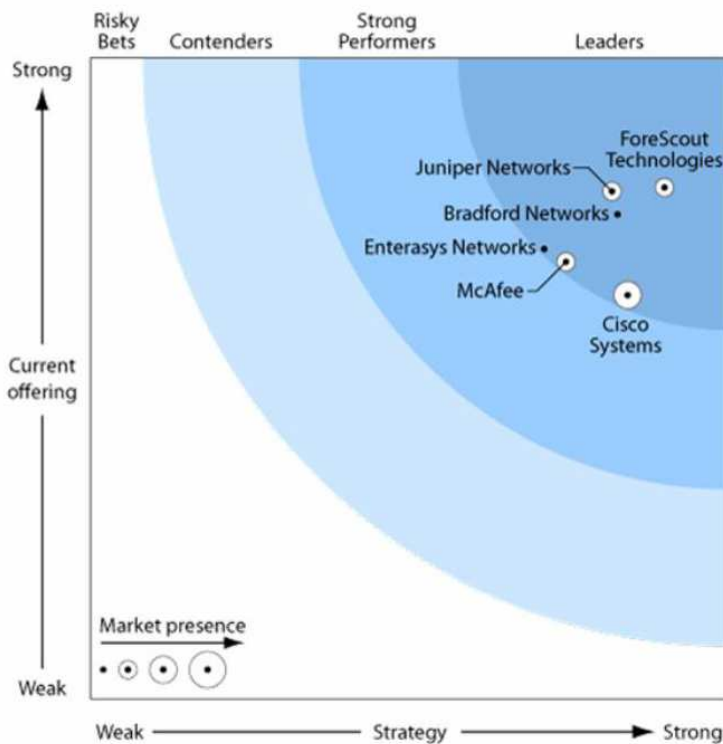 Risky
Bets
Contenders
Strong
Performers
Leaders
Strong
ForeScout
Technologies
Juniper Networks
Bradford Networks
Enterasys Networks
McAfee
Cisco
Systems
Current
offering
Market presence
Weak
Weak
Strategy
Strong